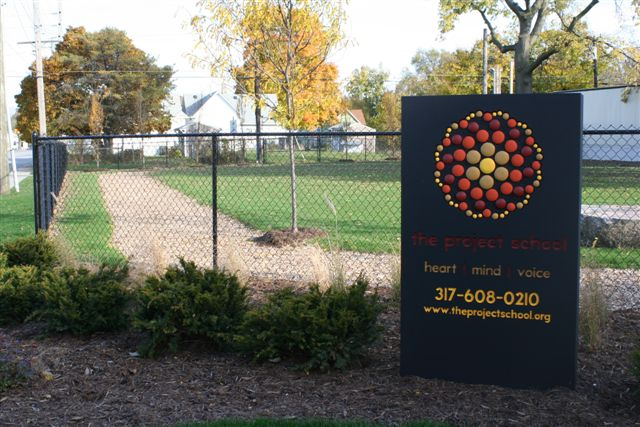 the project school
heart | mind | voice
317-608-0210
www.theprojectschool.org